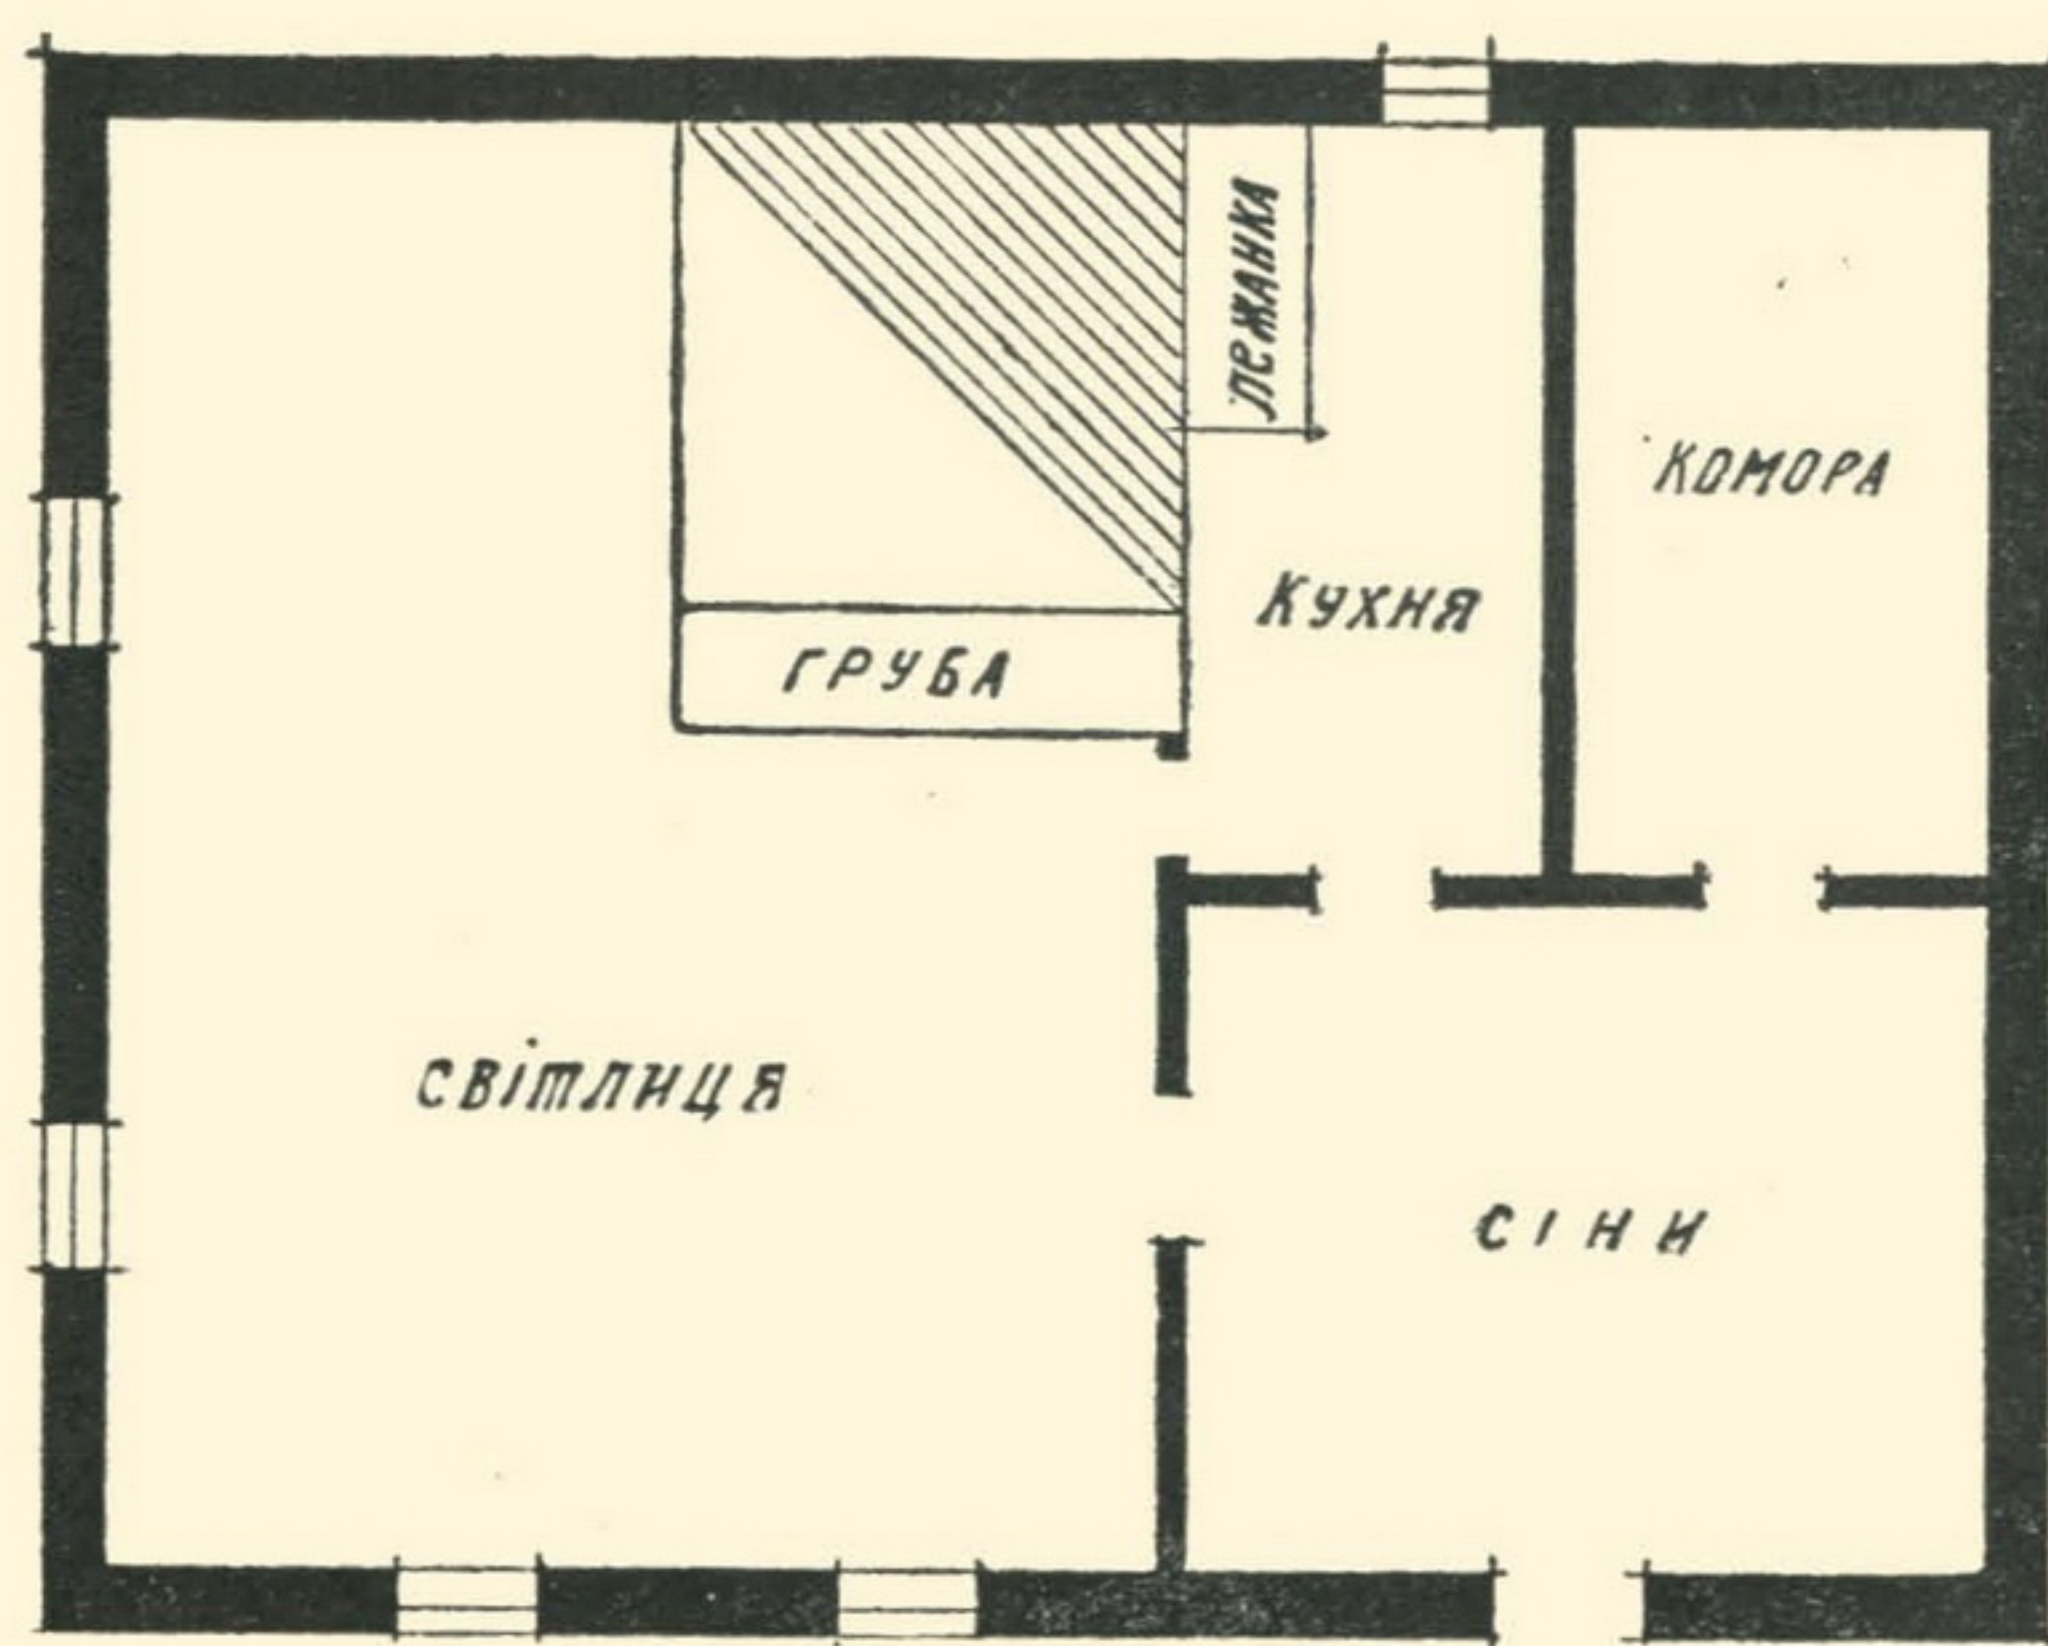 ЛЕЖАНКА
КОМОРА
КУХНЯ
ГРУБА
СВІТЛИЦЯ
СІНИ